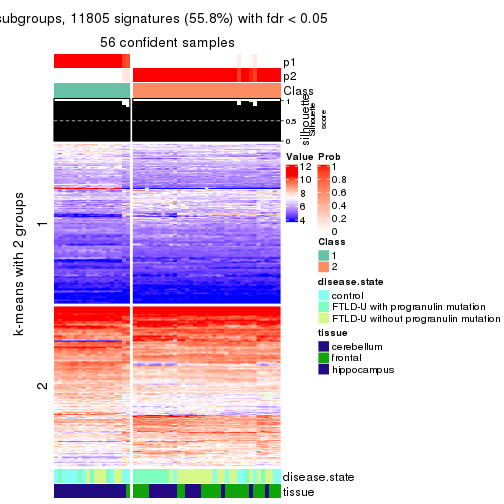 subgroups, 11805 signatures (55.8%) with fdr < 0.05
56 confident samples
p1
p2
Class
1
0.5
0
silhouette
Silhouette
score
k-means with 2 groups
1
2
Value
12
10
8
6
4
Prob
1
0.8
0.6
0.4
0.2
0
Class
1
2
disease.state
control
FTLD-U with progranulin mutation
FTLD-U without progranulin mutation
tissue
cerebellum
frontal
hippocampus
disease.state
tissue